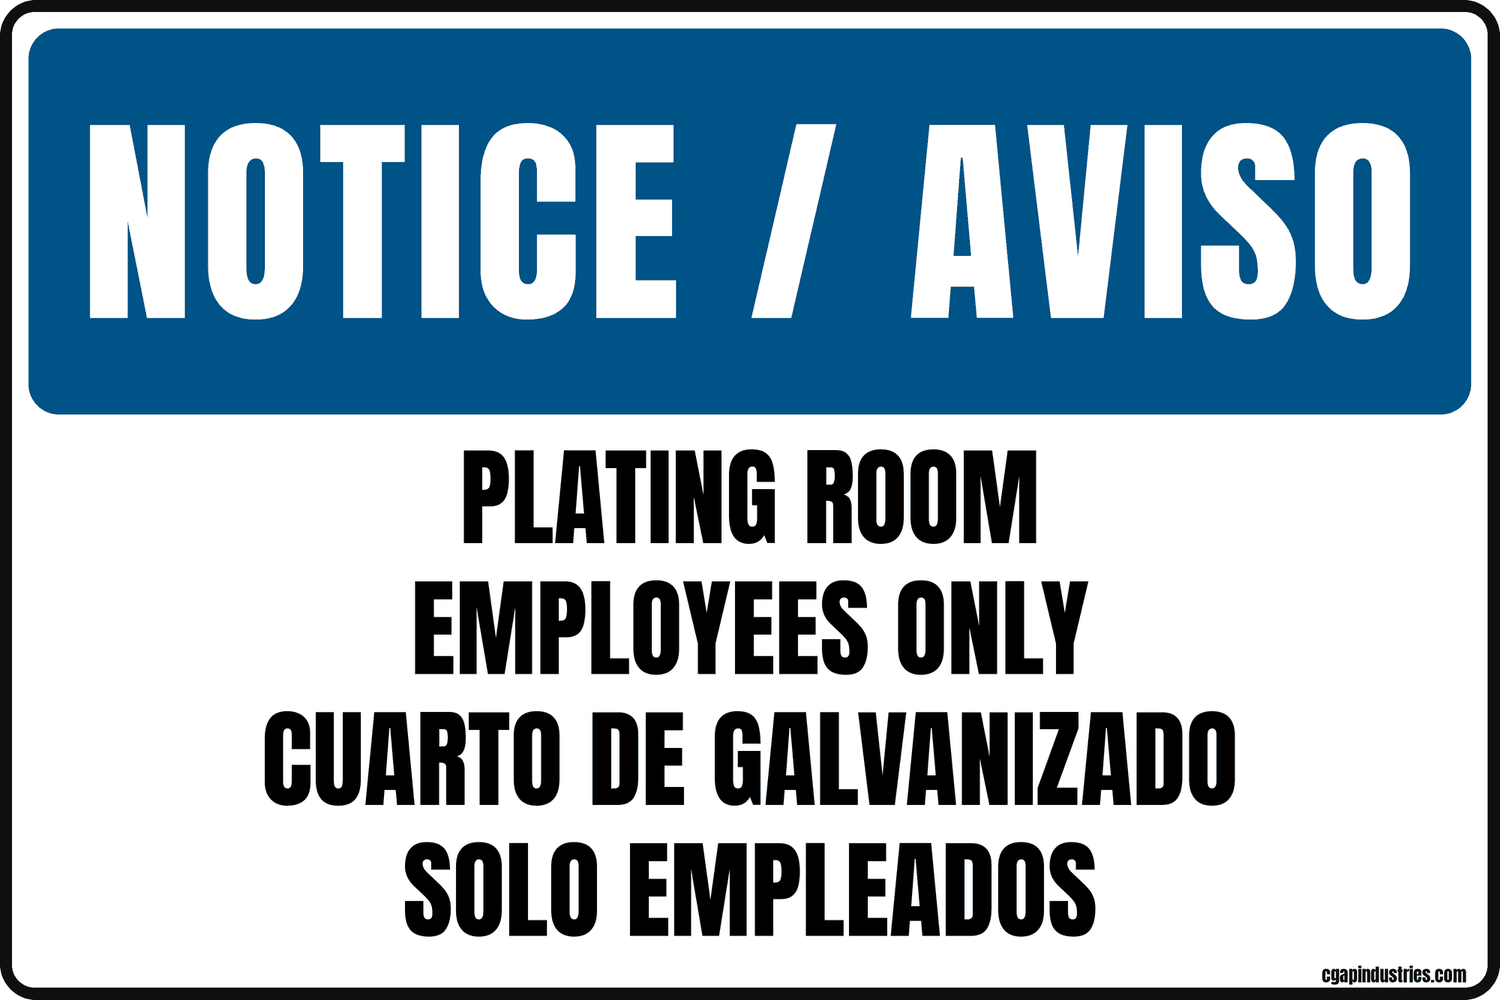 NOTICE / AVISO
PLATING ROOM
EMPLOYEES ONLY
CUARTO DE GALVANIZADO
SOLO EMPLEADOS
cgapindustries.com